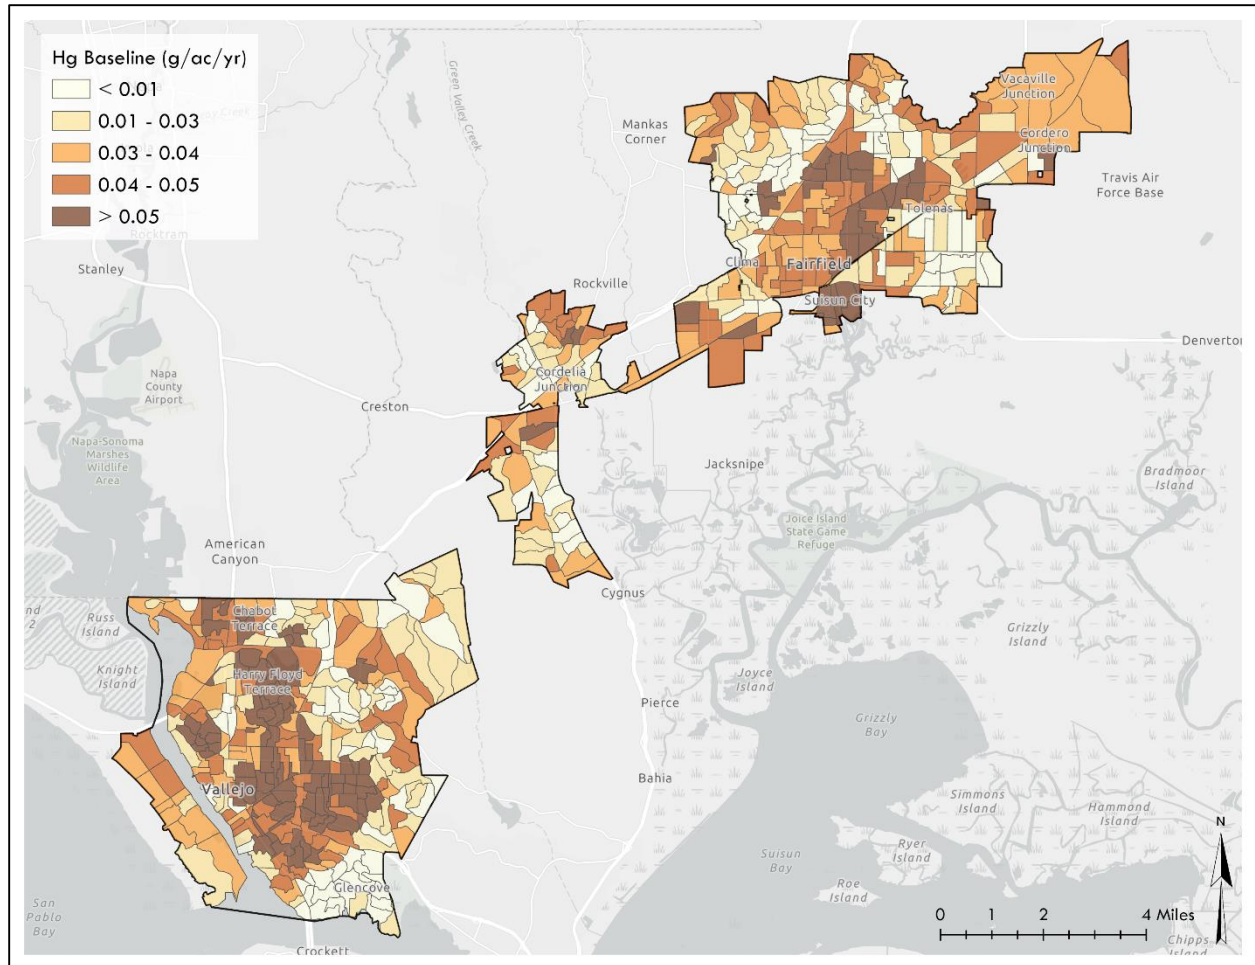 Hg Baseline (g/ac/yr)
< 0.01
0.01 - 0.03
0.03 - 0.04
0.04 - 0.05
> 0.05
Rocktram
Stanley
Napa
County
Airport
Napa-Sonoma
Marshes
Wildlife
Area
Creston
American
Canyon
Green Valley Creek
Mankas
Corner
Rockville
Cordelia
Junction
Clima
Fairfield
Suisun City
Tolenas
Vacaville
Junction
Cordero
Junction
Travis Air
Force Base
Denverton
Jacksnipe
Joice Island
State Game
Refuge
Bradmoor
Island
Grizzly
Island
Cygnus
Joyce
Island
Pierce
Grizzly
Bay
Bahia
Simmons
Island
Hammond
Island
Ryer
Island
Roe
Island
Suisun
Bay
Chipps
Island
Russ
Island
Knight
Island
Chabot
Terrace
Harry Floyd
Terrace
Vallejo
Glencove
San
Pablo
Bay
Crockett
N
0 1 2 4 Miles